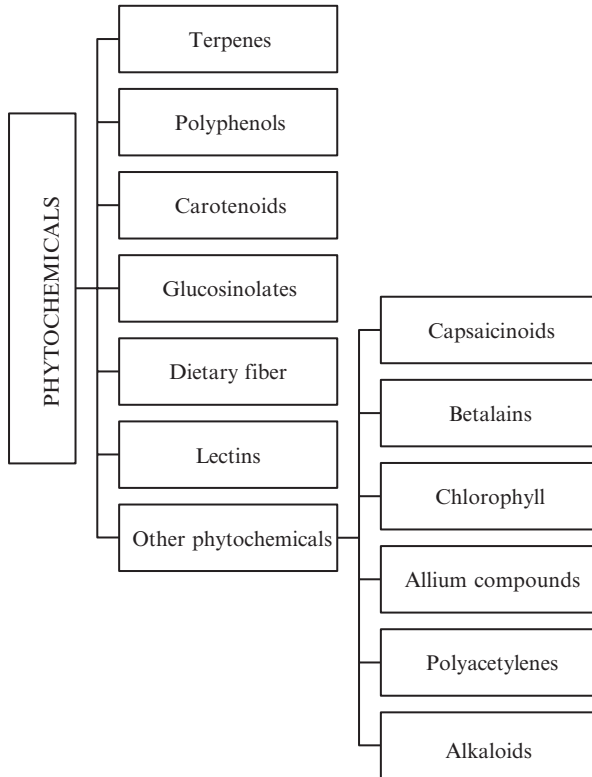 PHYTOCHEMICALS
Terpenes
Polyphenols
Carotenoids
Glucosinolates
Dietary fiber
Lectins
Other phytochemicals
Capsaicinoids
Betalains
Chlorophyll
Allium compounds
Polyacetylenes
Alkaloids